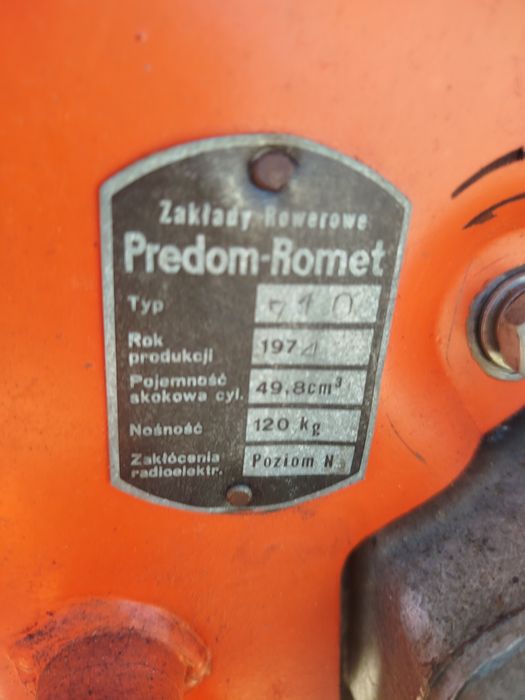 Zakłady Rowerowe
Predom-Romet
Typ 710
Rok
produkcji 1974
Pojemność
skokowa cyl. 49.8cm³
Nośność 120 kg
Zakłócenia
radioelektr. Poziom N